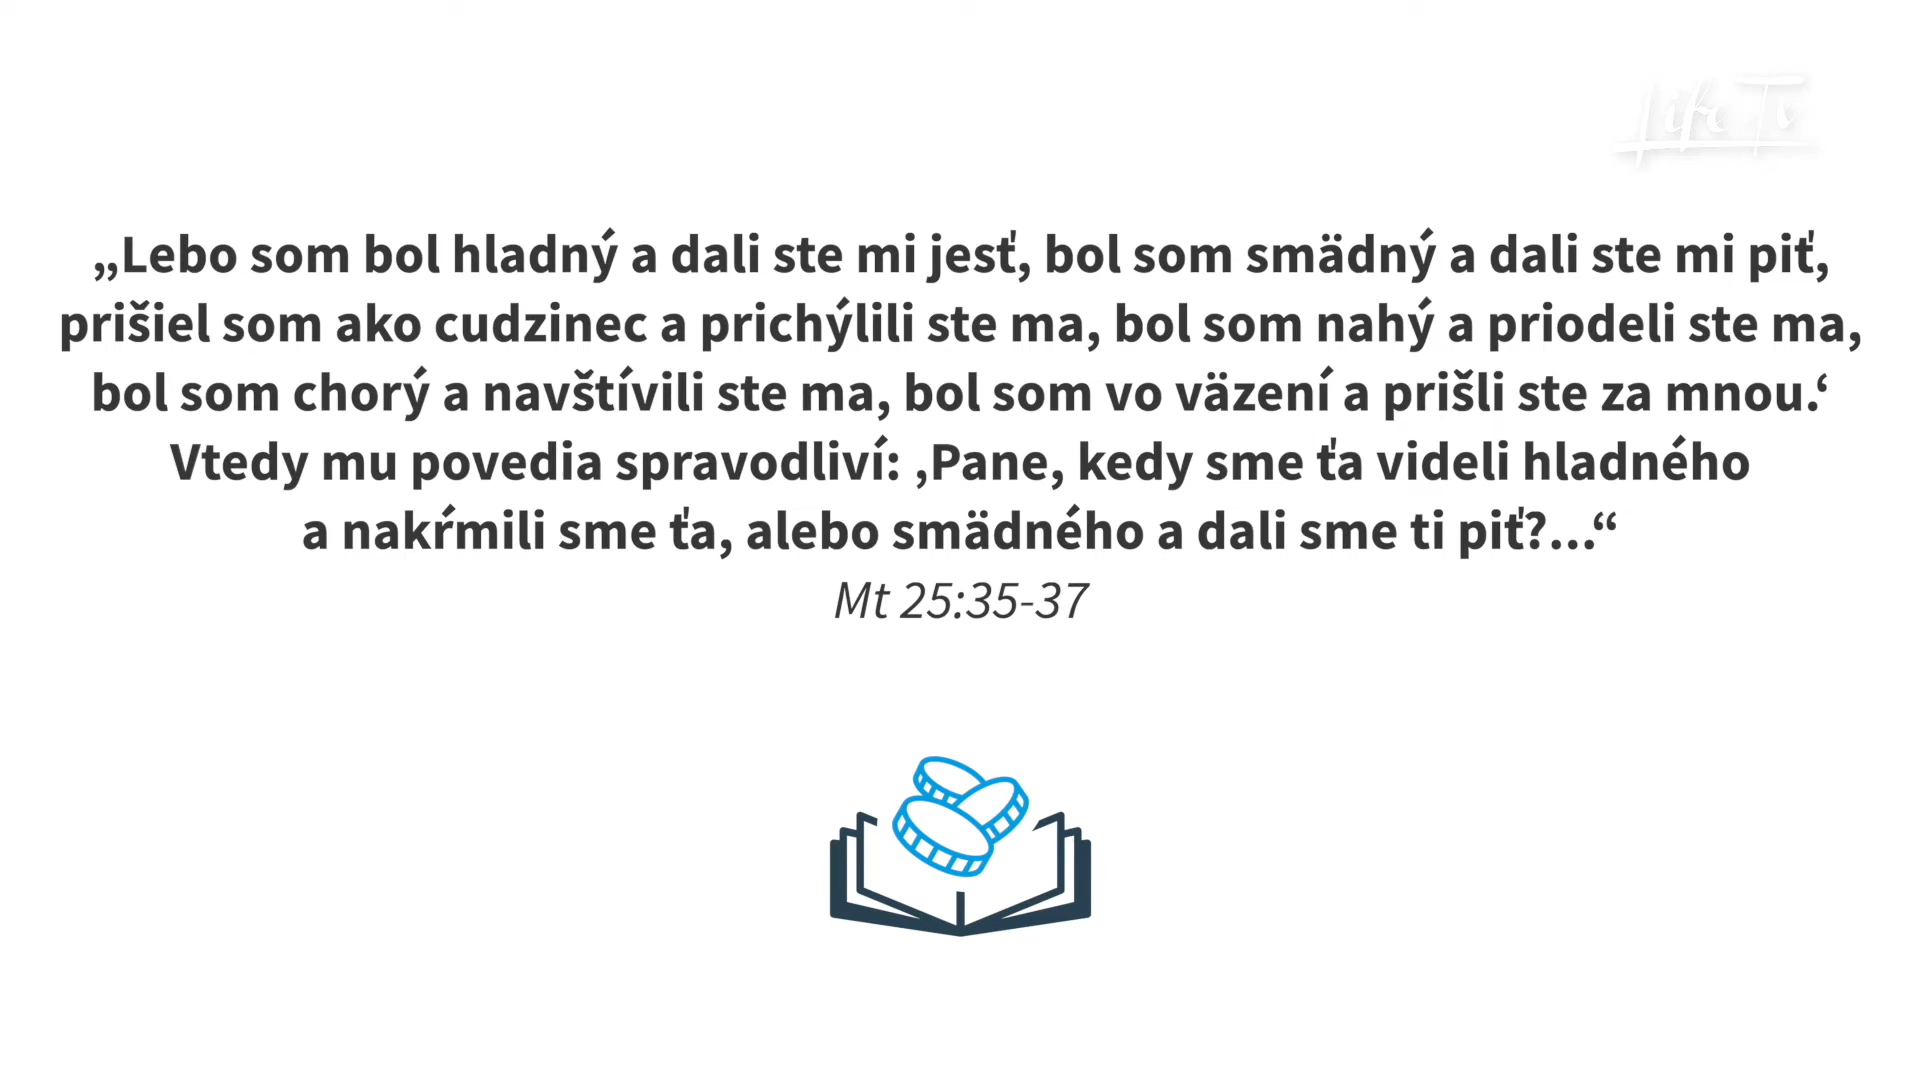 Life Tv
„Lebo som bol hladný a dali ste mi jesť, bol som smädný a dali ste mi piť,
prišiel som ako cudzinec a prichýlili ste ma, bol som nahý a priodeli ste ma,
bol som chorý a navštívili ste ma, bol som vo väzení a prišli ste za mnou.‘
Vtedy mu povedia spravodliví: ‚Pane, kedy sme ťa videli hladného
a nakŕmili sme ťa, alebo smädného a dali sme ti piť?...“
Mt 25:35-37